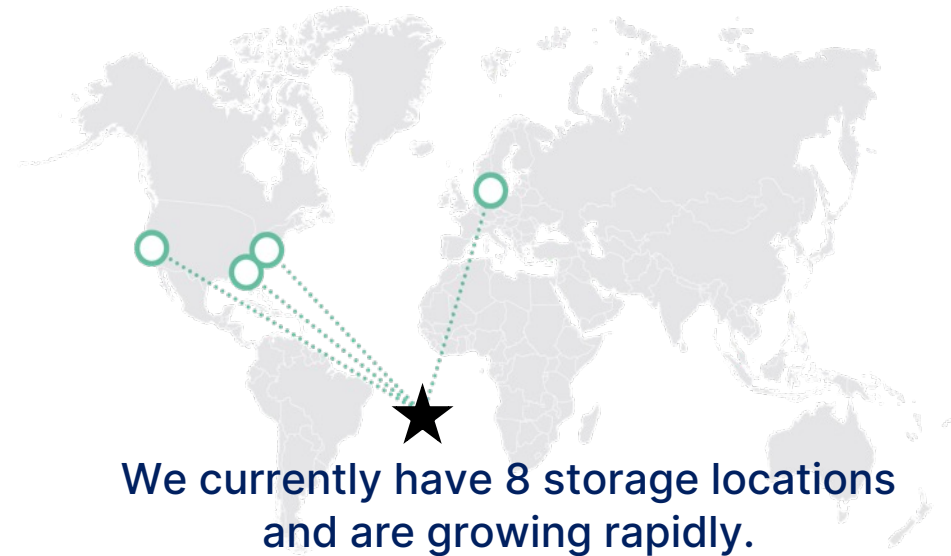 We currently have 8 storage locations
and are growing rapidly.